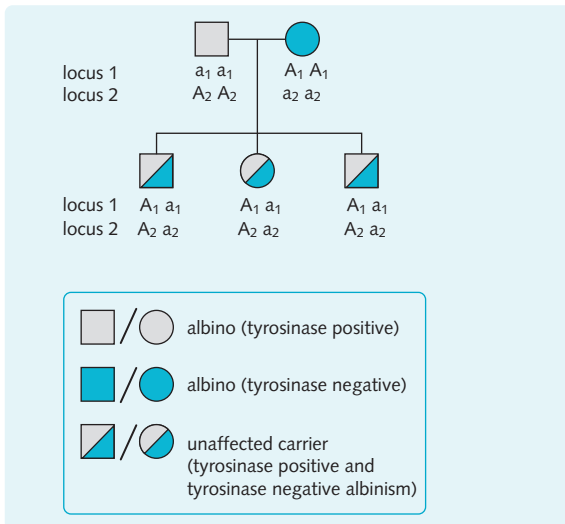 locus 1 a₁ a₁ A₁ A₁
locus 2 A₂ A₂ a₂ a₂
locus 1 A₁ a₁ A₁ a₁ A₁ a₁
locus 2 A₂ a₂ A₂ a₂ A₂ a₂
albino (tyrosinase positive)
albino (tyrosinase negative)
unaffected carrier
(tyrosinase positive and
tyrosinase negative albinism)